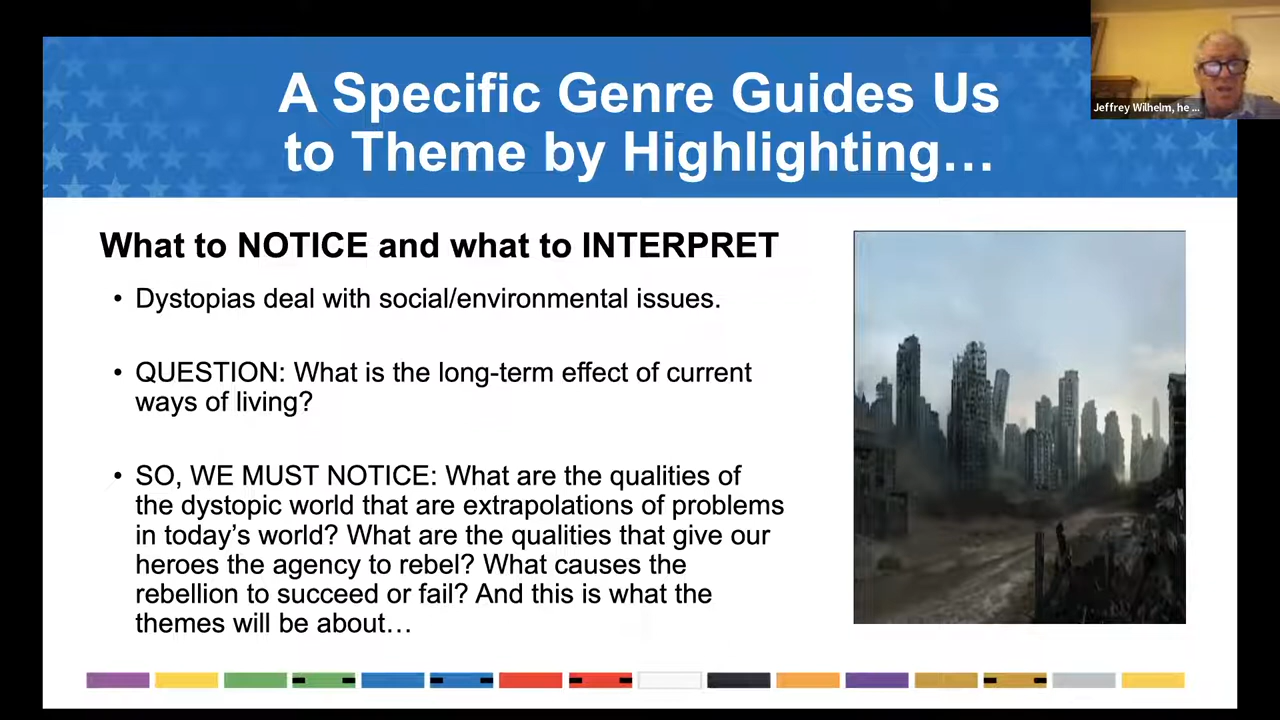 A Specific Genre Guides Us
to Theme by Highlighting…
Jeffrey Wilhelm, he ...
What to NOTICE and what to INTERPRET
• Dystopias deal with social/environmental issues.
• QUESTION: What is the long-term effect of current
ways of living?
• SO, WE MUST NOTICE: What are the qualities of
the dystopic world that are extrapolations of problems
in today’s world? What are the qualities that give our
heroes the agency to rebel? What causes the
rebellion to succeed or fail? And this is what the
themes will be about…